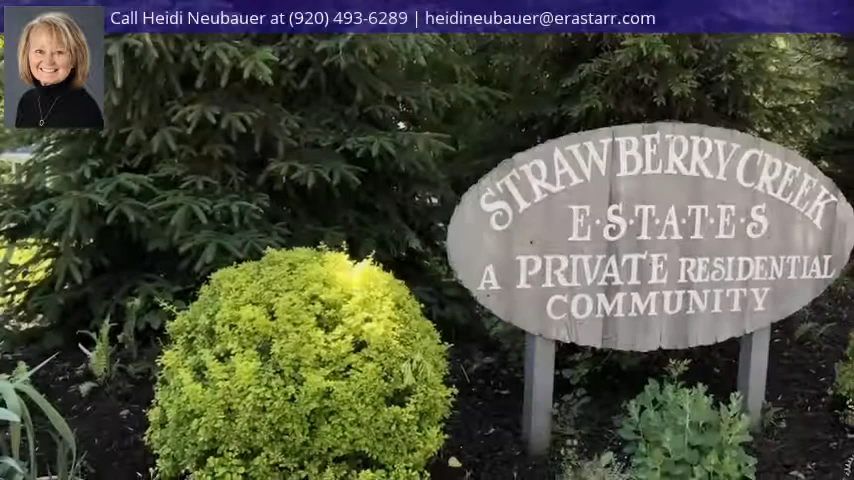 Call Heidi Neubauer at (920) 493-6289 | heidineubauer@erastarr.com
STRAWBERRY CREEK
E·S·T·A·T·E·S
A PRIVATE RESIDENTIAL
COMMUNITY